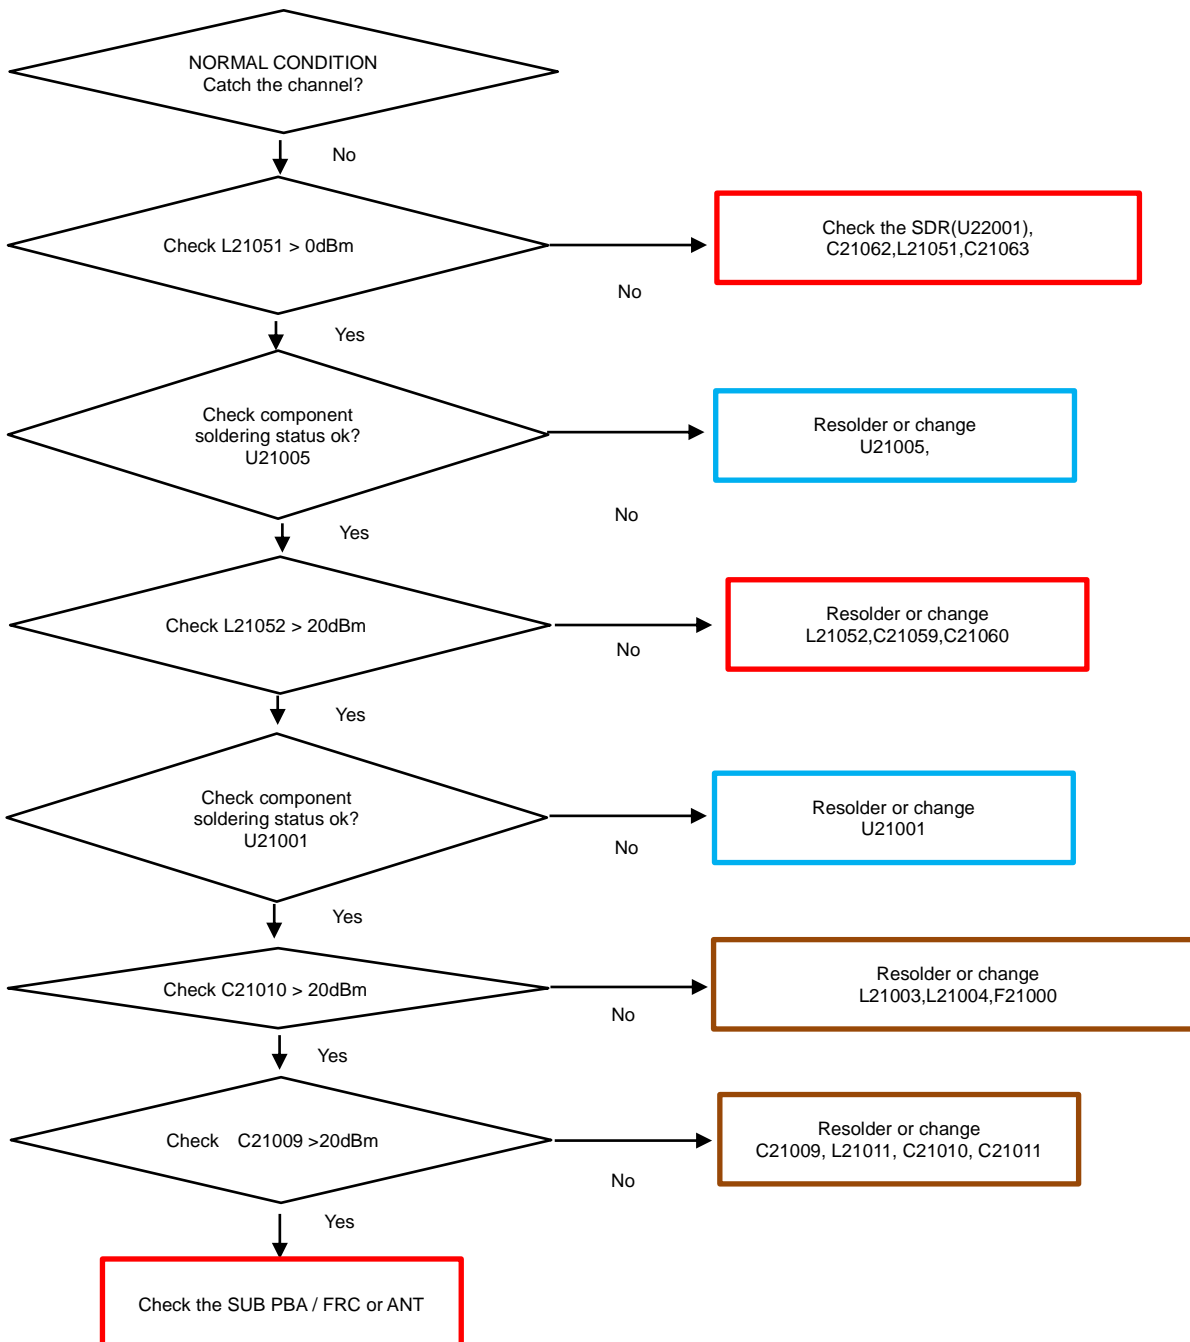 NORMAL CONDITION
Catch the channel?
No
Check L21051 > 0dBm
Check the SDR(U22001),
C21062,L21051,C21063
No
Yes
Check component
soldering status ok?
U21005
Resolder or change
U21005,
No
Yes
Check L21052 > 20dBm
Resolder or change
L21052,C21059,C21060
No
Yes
Check component
soldering status ok?
U21001
Resolder or change
U21001
No
Yes
Check C21010 > 20dBm
Resolder or change
L21003,L21004,F21000
No
Yes
Check C21009 >20dBm
Resolder or change
C21009, L21011, C21010, C21011
No
Yes
Check the SUB PBA / FRC or ANT